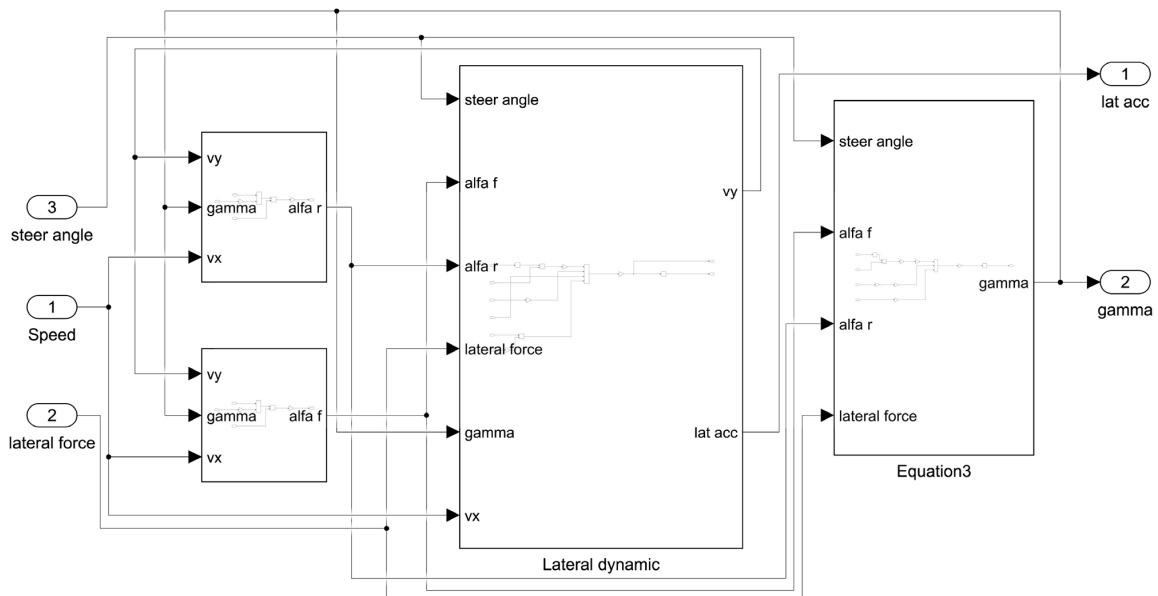 3
steer angle
1
Speed
2
lateral force
vy
gamma
vx
alfa r
vy
gamma
vx
alfa f
steer angle
alfa f
alfa r
lateral force
gamma
vx
vy
lat acc
Lateral dynamic
steer angle
alfa f
alfa r
lateral force
gamma
Equation3
1
lat acc
2
gamma